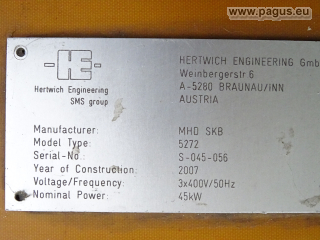 www.pagus.eu
HE
Hertwich Engineering
SMS group
HERTWICH ENGINEERING Gmb
Weinbergerstr.6
A-5280 BRAUNAU/INN
AUSTRIA
Manufacturer: MHD SKB
Model Type: 5272
Serial-No.: S-045-056
Year of Construction: 2007
Voltage/Frequency: 3x400V/50Hz
Nominal Power: 45kW